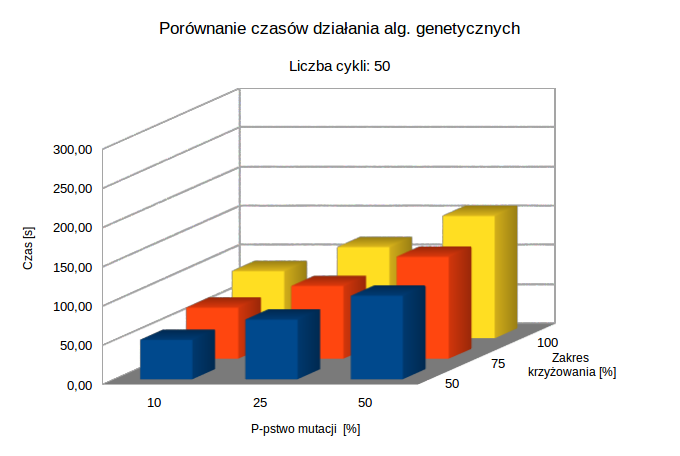 Porównanie czasów działania alg. genetycznych
Liczba cykli: 50
300,00
250,00
200,00
150,00
100,00
50,00
0,00
Czas [s]
10
25
50
P-pstwo mutacji [%]
50
75
100
Zakres
krzyżowania [%]